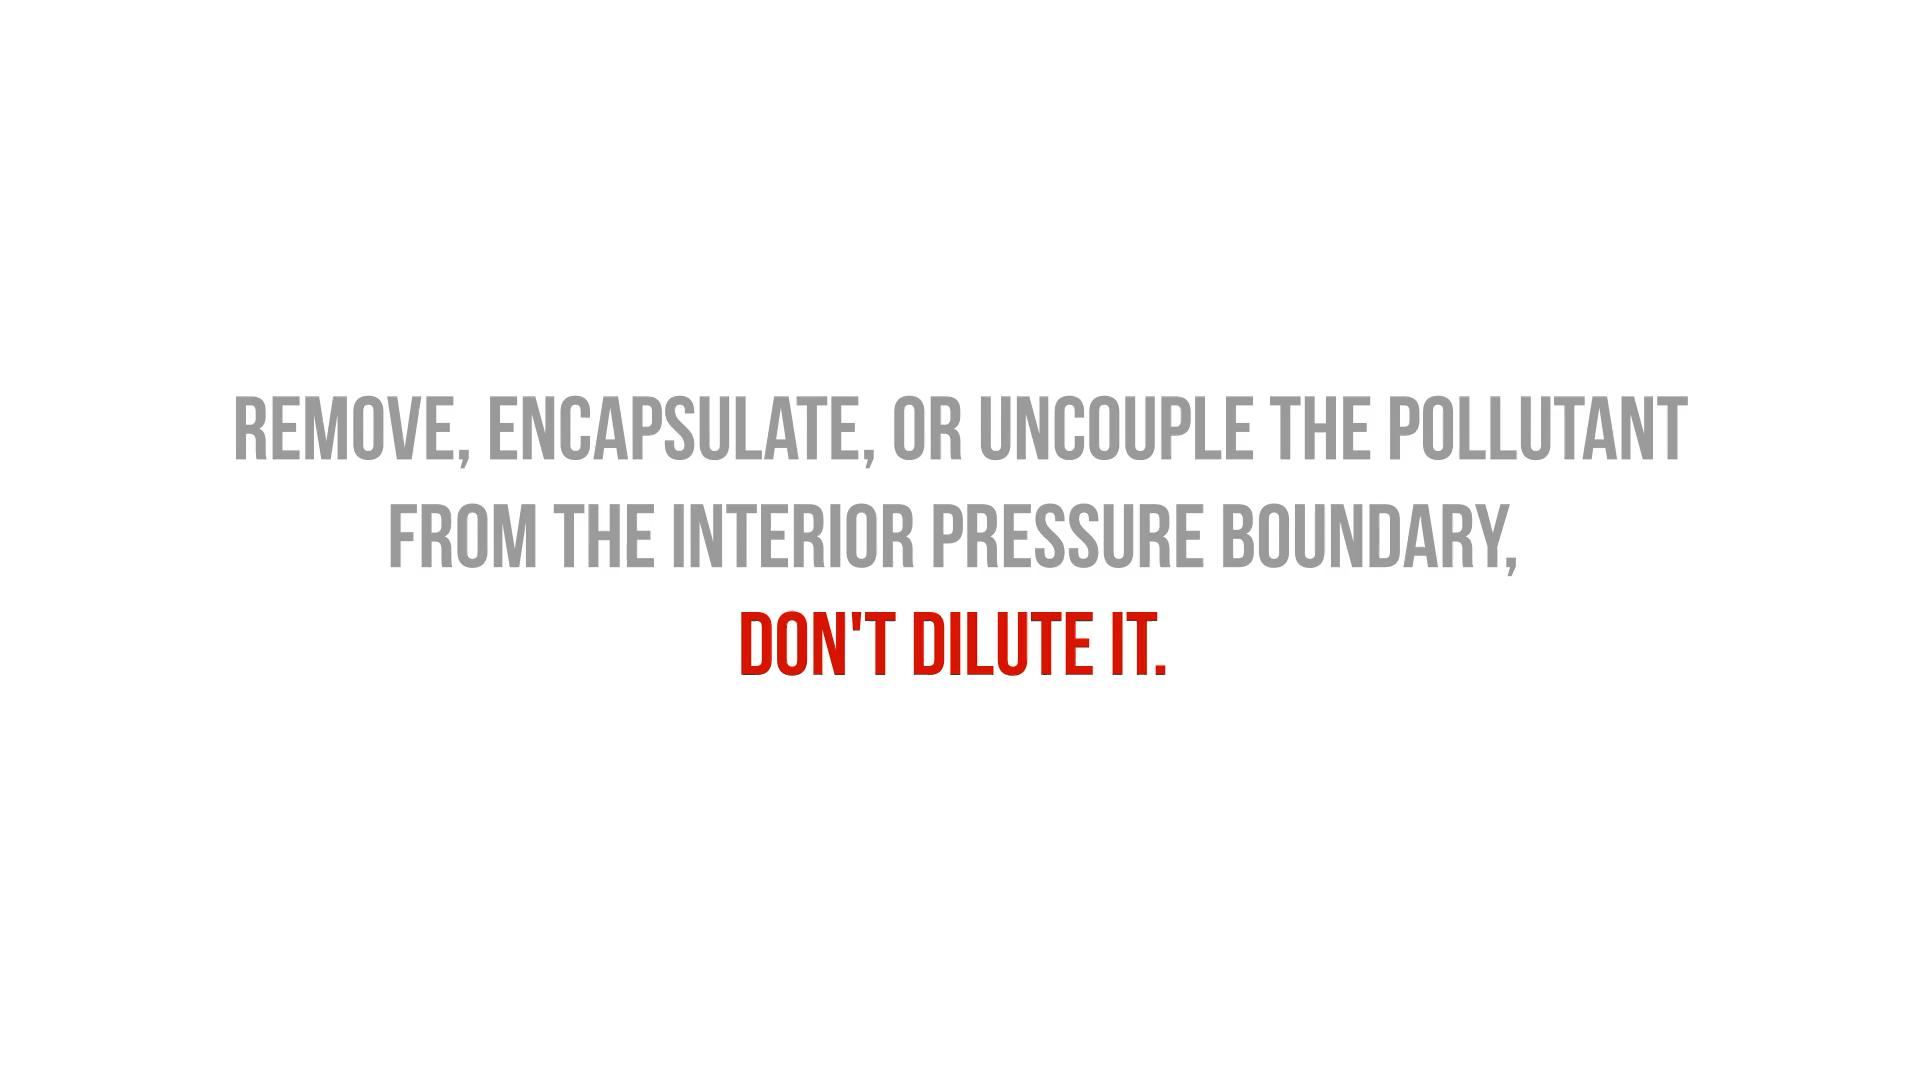 REMOVE, ENCAPSULATE, OR UNCOUPLE THE POLLUTANT
FROM THE INTERIOR PRESSURE BOUNDARY,
DON'T DILUTE IT.